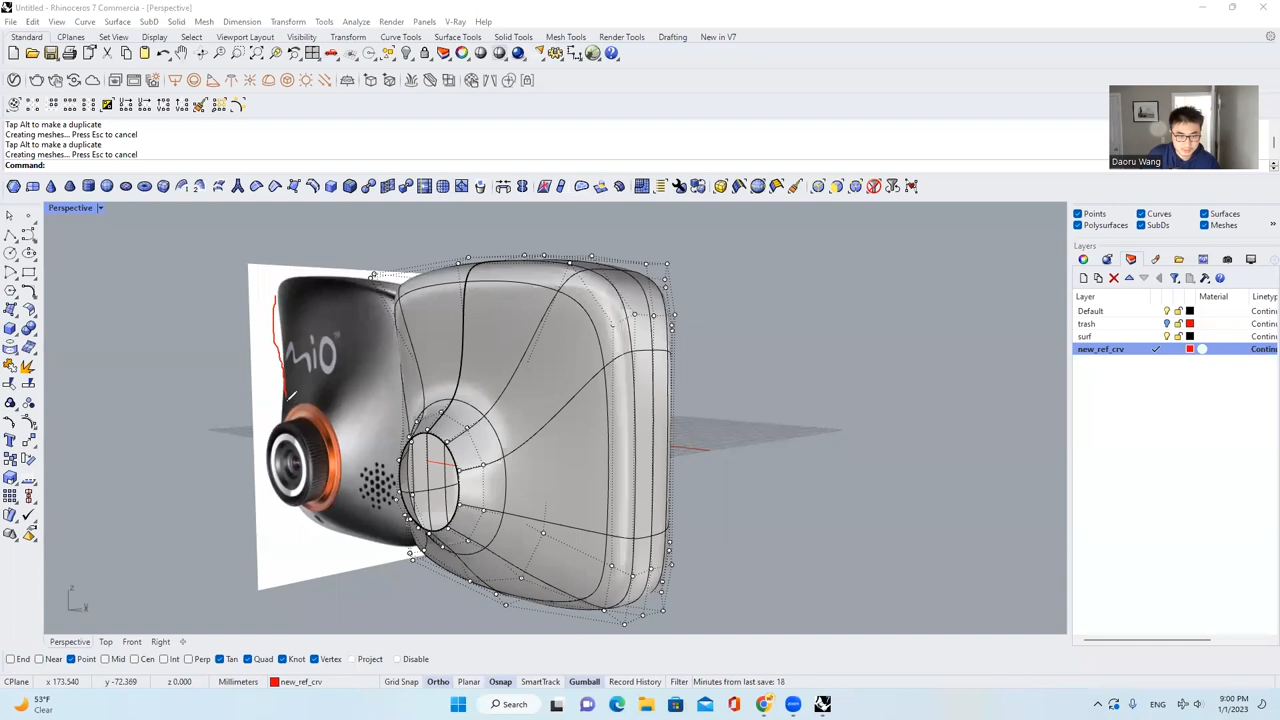 Untitled - Rhinoceros 7 Commercia - [Perspective]
File Edit View Curve Surface SubD Solid Mesh Dimension Transform Tools Analyze Render Panels V-Ray Help
Standard CPlanes Set View Display Select Viewport Layout Visibility Transform Curve Tools Surface Tools Solid Tools Mesh Tools Render Tools Drafting New in V7
Tap Alt to make a duplicate
Creating meshes... Press Esc to cancel
Tap Alt to make a duplicate
Creating meshes... Press Esc to cancel
Command:
Daoru Wang
Perspective
Points Curves Surfaces
Polysurfaces SubDs Meshes
Layers
Layer Material Linetyp
Default Contin
trash Contin
surf Contin
new_ref_crv Contin
Mio
z
Perspective Top Front Right
End Near Point Mid Cen Int Perp Tan Quad Knot Vertex Project Disable
CPlane x 173.540 y -72.369 z 0.000 Millimeters new_ref_crv Grid Snap Ortho Planar Osnap SmartTrack Gumball Record History Filter Minutes from last save: 18
53°F
Clear
Search
ENG
9:00 PM
1/1/2023